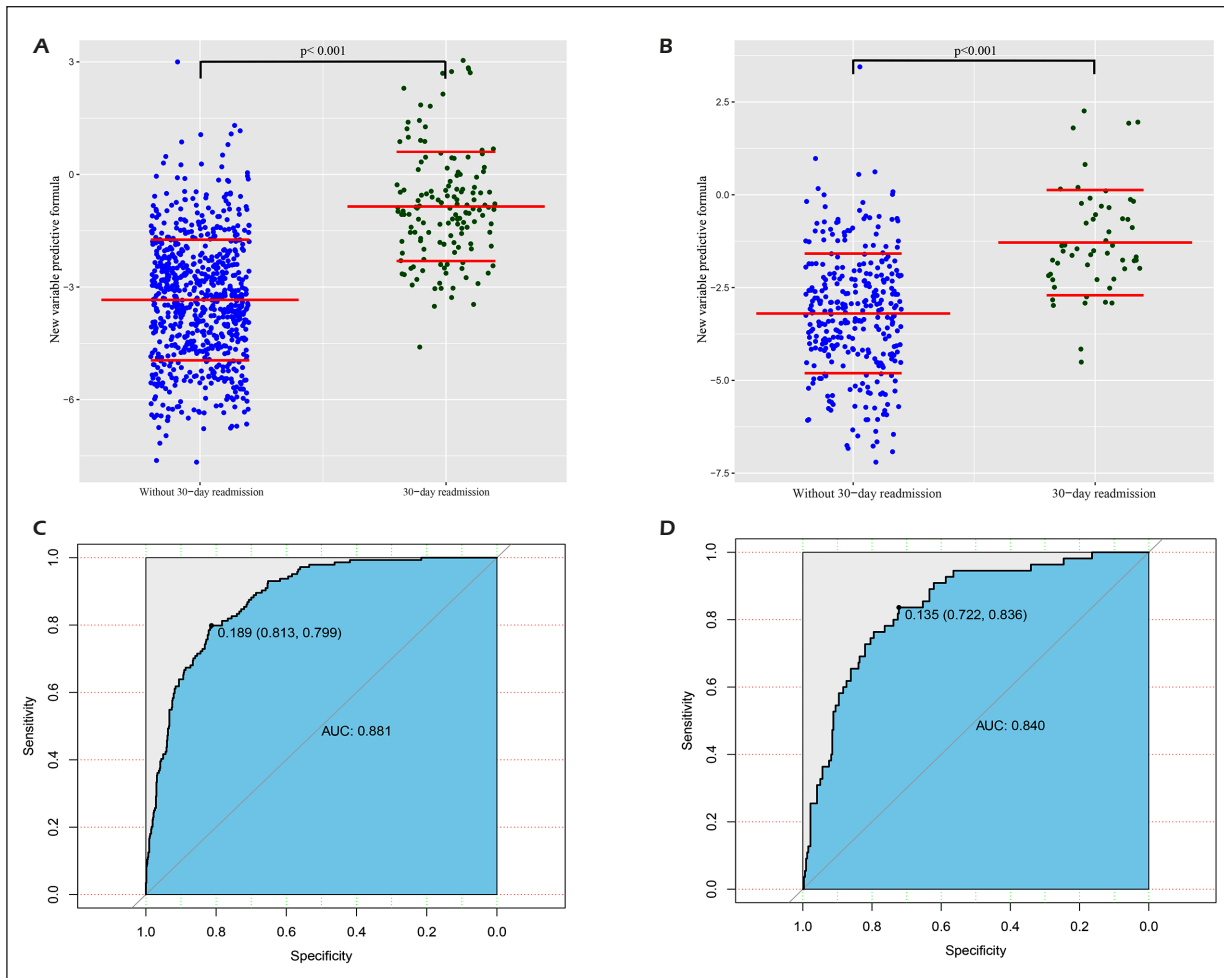 A
p< 0.001
New variable predictive formula
3
0
−3
−6
Without 30-day readmission
30-day readmission
B
p<0.001
New variable predictive formula
2.5
0.0
−2.5
−5.0
−7.5
Without 30-day readmission
30-day readmission
C
Sensitivity
1.0
0.8
0.6
0.4
0.2
0.0
0.189 (0.813, 0.799)
AUC: 0.881
1.0 0.8 0.6 0.4 0.2 0.0
Specificity
D
Sensitivity
1.0
0.8
0.6
0.4
0.2
0.0
0.135 (0.722, 0.836)
AUC: 0.840
1.0 0.8 0.6 0.4 0.2 0.0
Specificity